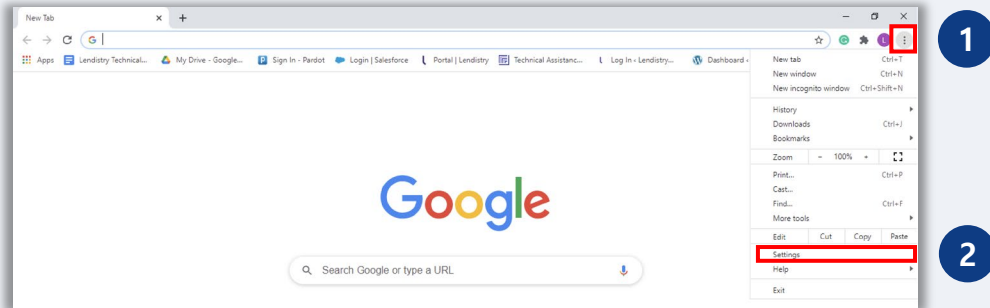 New Tab
Apps Lendistry Technical... My Drive - Google... Sign In - Pardot Login | Salesforce Portal | Lendistry Technical Assistanc... Log In ‹ Lendistry... Dashboard ‹
1
New tab Ctrl+T
New window Ctrl+N
New incognito window Ctrl+Shift+N
History
Downloads Ctrl+J
Bookmarks
Zoom - 100% +
Print... Ctrl+P
Cast...
Find... Ctrl+F
More tools
Edit Cut Copy Paste
Settings
Help
Exit
2
Google
Search Google or type a URL